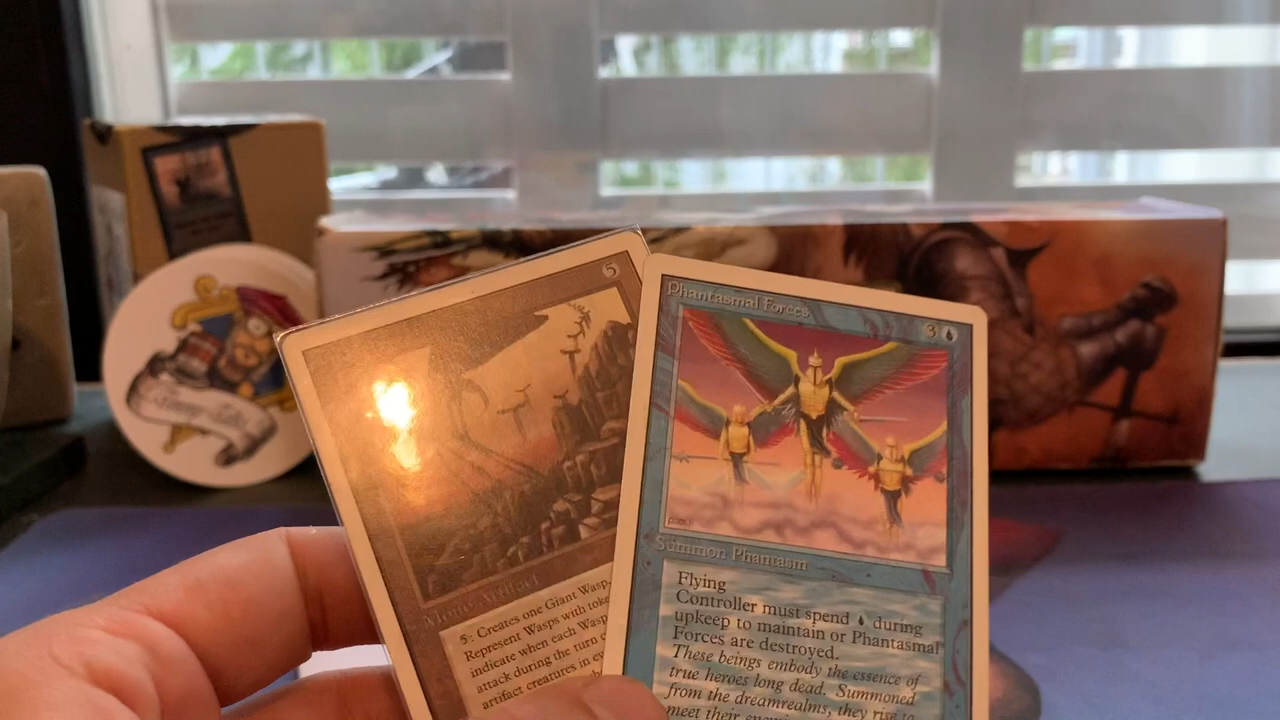 5
Mono Artifact
5: Creates one Giant Wasp,
Represent Wasps with toke
indicate when each Wasp
attack during the turn c
artifact creatures in ev
Phantasmal Forces
3
Summon Phantasm
Flying
Controller must spend during
upkeep to maintain or Phantasmal
Forces are destroyed.
These beings embody the essence of
true heroes long dead. Summoned
from the dreamrealms, they rise to
meet their enemi